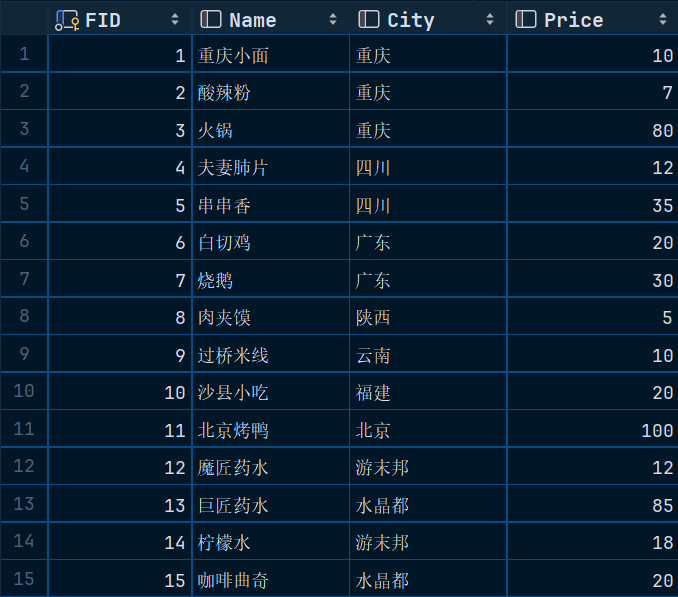 FID Name City Price
1 1 重庆小面 重庆 10
2 2 酸辣粉 重庆 7
3 3 火锅 重庆 80
4 4 夫妻肺片 四川 12
5 5 串串香 四川 35
6 6 白切鸡 广东 20
7 7 烧鹅 广东 30
8 8 肉夹馍 陕西 5
9 9 过桥米线 云南 10
10 10 沙县小吃 福建 20
11 11 北京烤鸭 北京 100
12 12 魔匠药水 游末邦 12
13 13 巨匠药水 水晶都 85
14 14 柠檬水 游末邦 18
15 15 咖啡曲奇 水晶都 20